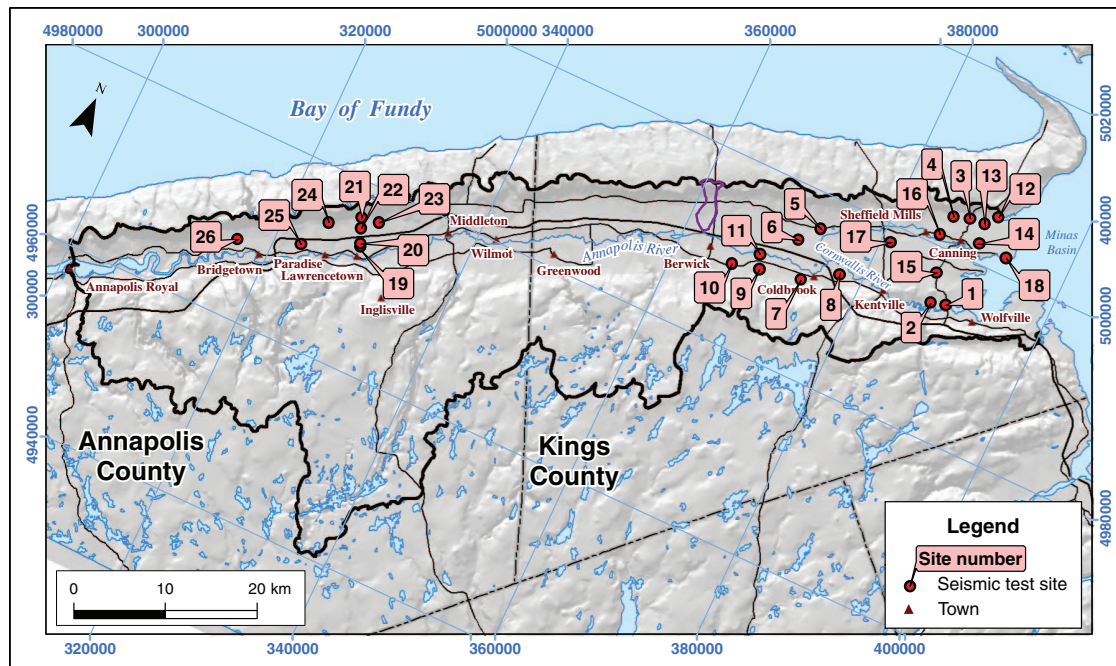 4980000
300000
320000
5000000
340000
360000
380000
N
Bay of Fundy
5020000
4
3
13
12
16
24
21
22
23
5
Sheffield Mills
25
Middleton
6
17
26
20
Annapolis River
11
Cornwallis River
14
Minas
Basin
4960000
Wilmot
Canning
Bridgetown
Paradise
Lawrencetown
Greenwood
Berwick
15
Annapolis Royal
19
10
9
Coldbrook
18
300000
Inglisville
7
8
Kentville
1
2
Wolfville
5000000
4940000
Annapolis
County
Kings
County
4980000
Legend
Site number
Seismic test site
Town
0
10
20 km
320000
340000
360000
380000
400000